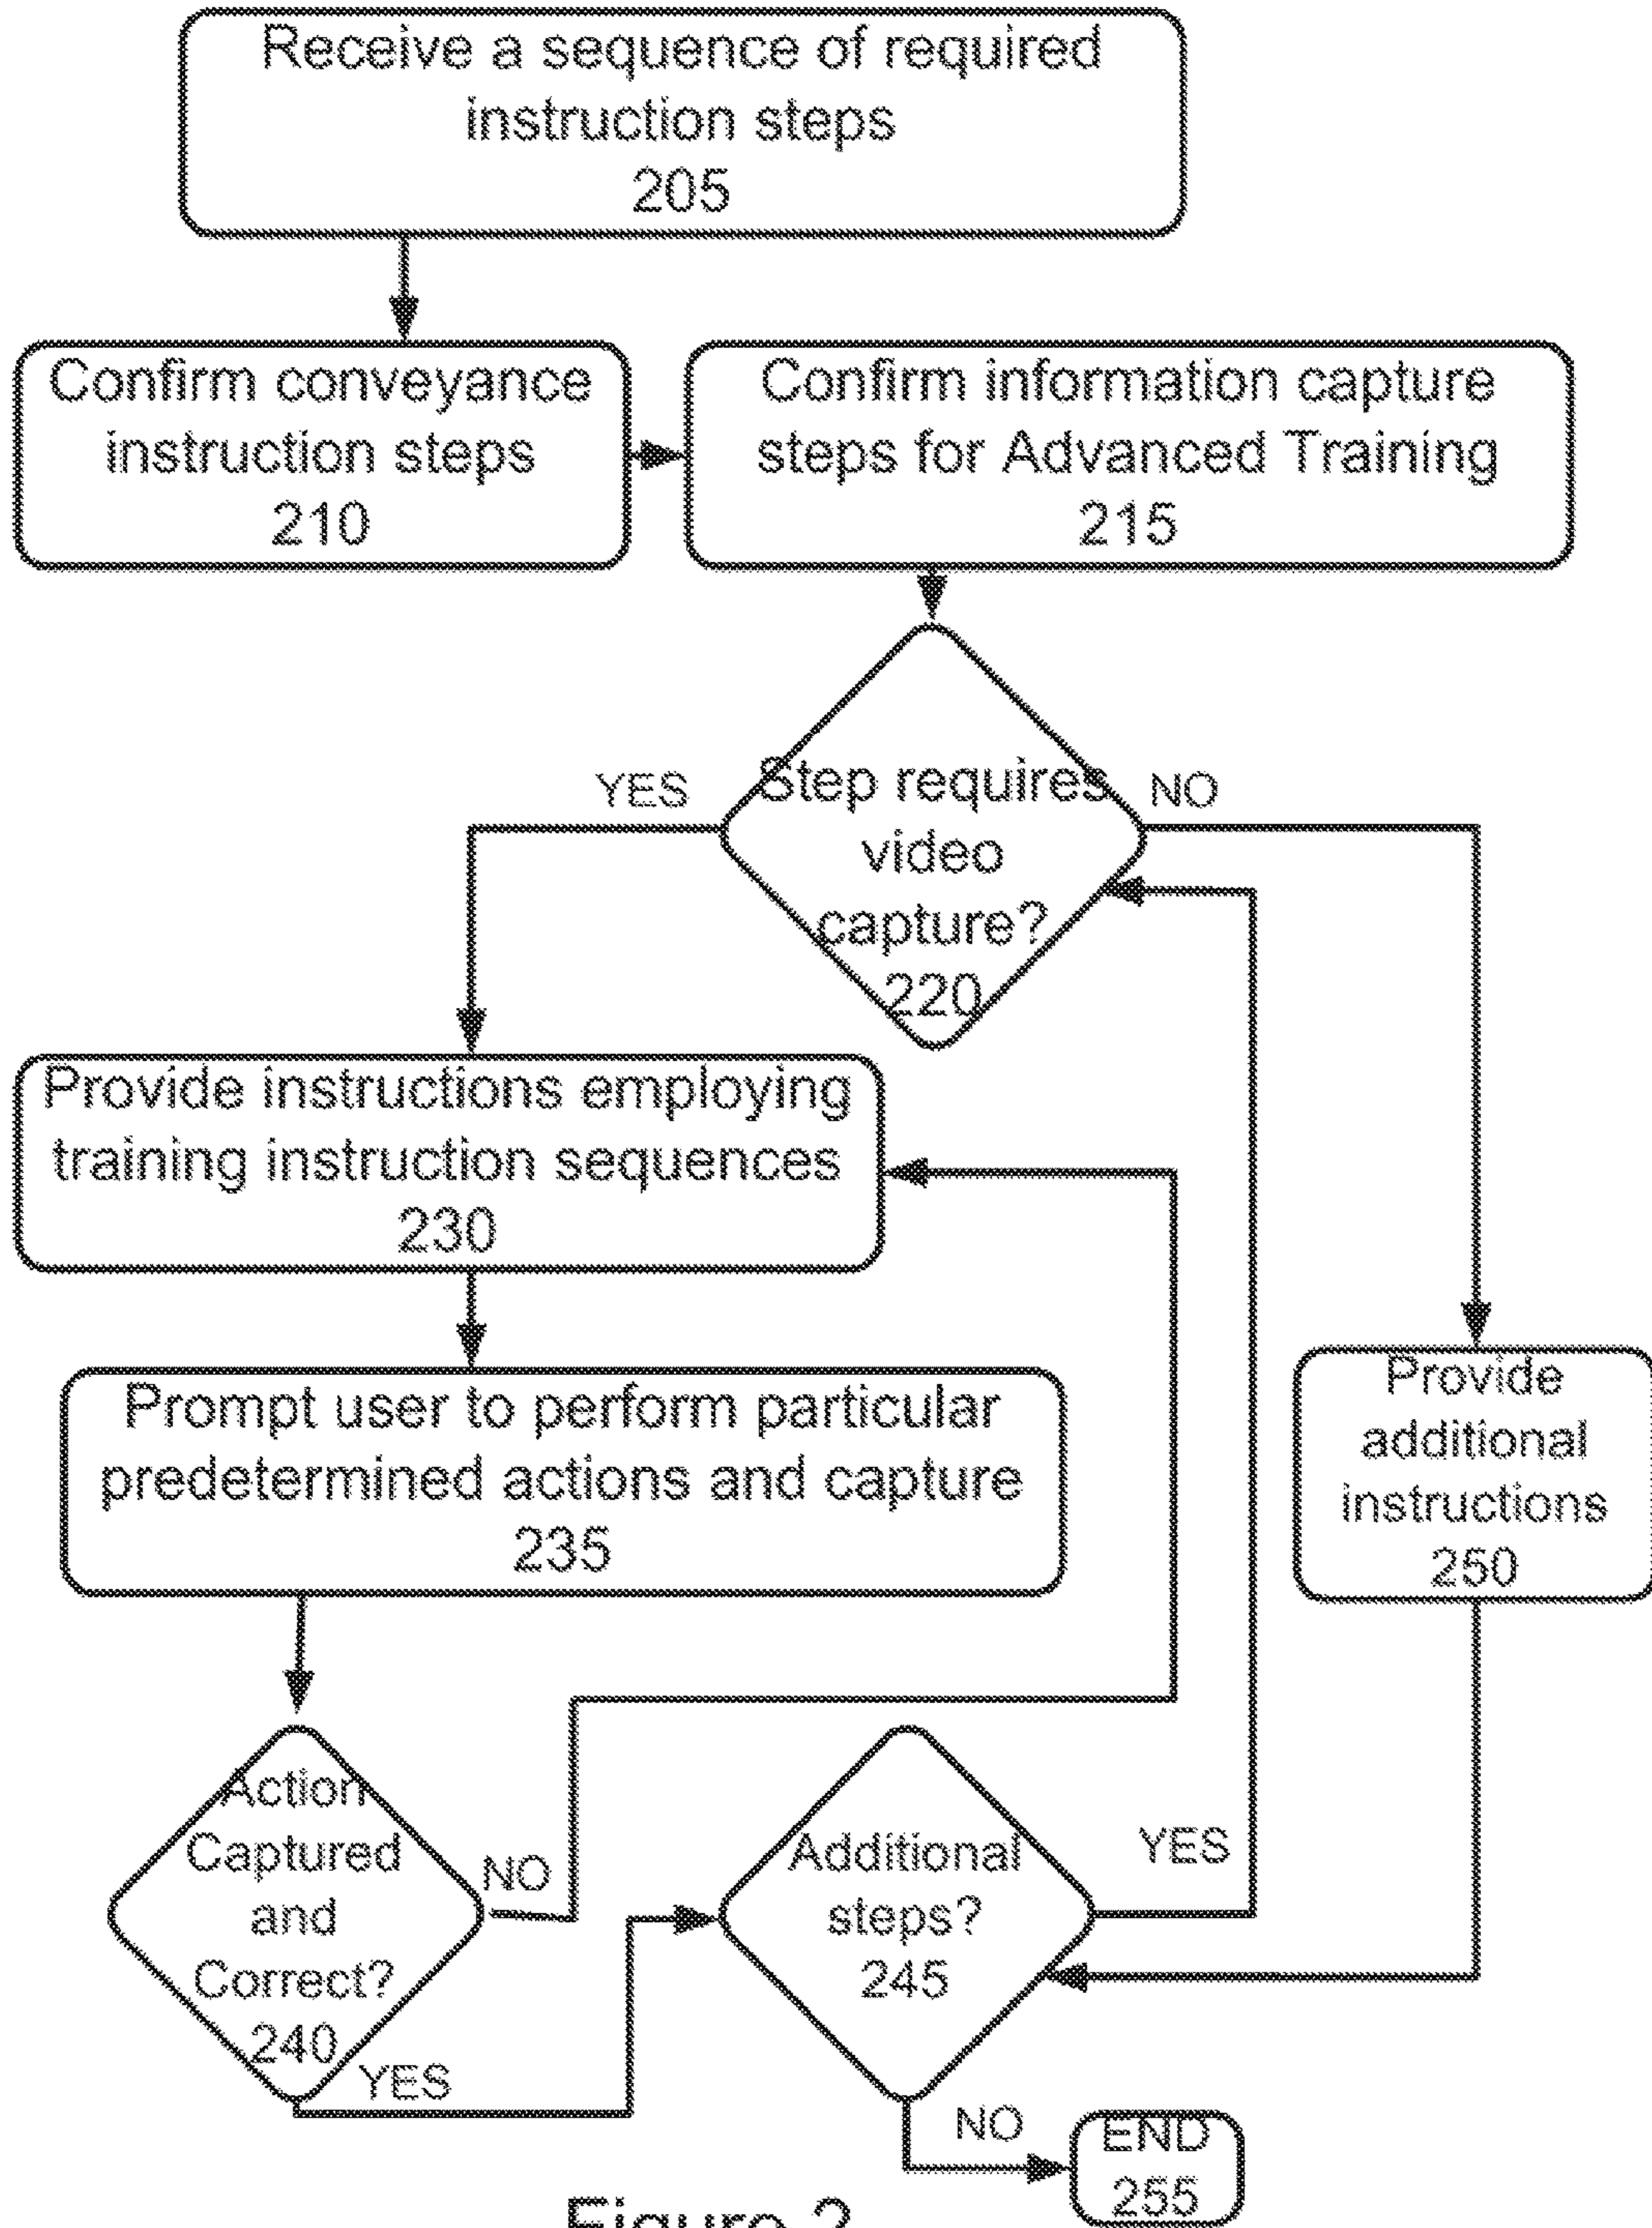 Receive a sequence of required
instruction steps
205
Confirm conveyance
instruction steps
210
Confirm information capture
steps for Advanced Training
215
Step requires
video
capture?
220
YES
NO
Provide instructions employing
training instruction sequences
230
Prompt user to perform particular
predetermined actions and capture
235
Provide
additional
instructions
250
Action
Captured
and
Correct?
240
NO
YES
Additional
steps?
245
YES
NO
END
255
Figure 2